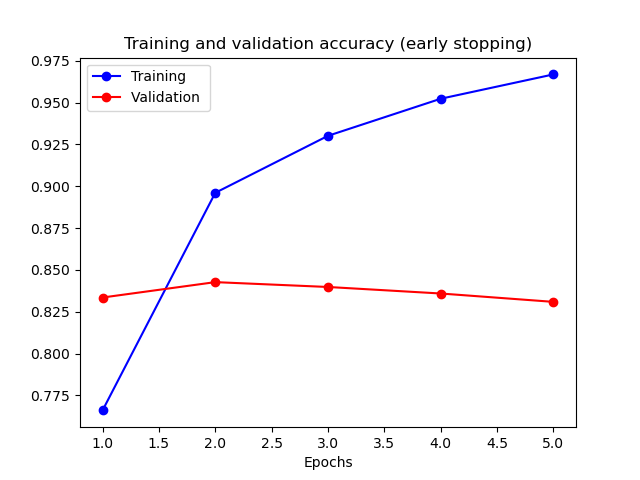 Training and validation accuracy (early stopping)
Training
Validation
0.975
0.950
0.925
0.900
0.875
0.850
0.825
0.800
0.775
1.0 1.5 2.0 2.5 3.0 3.5 4.0 4.5 5.0
Epochs